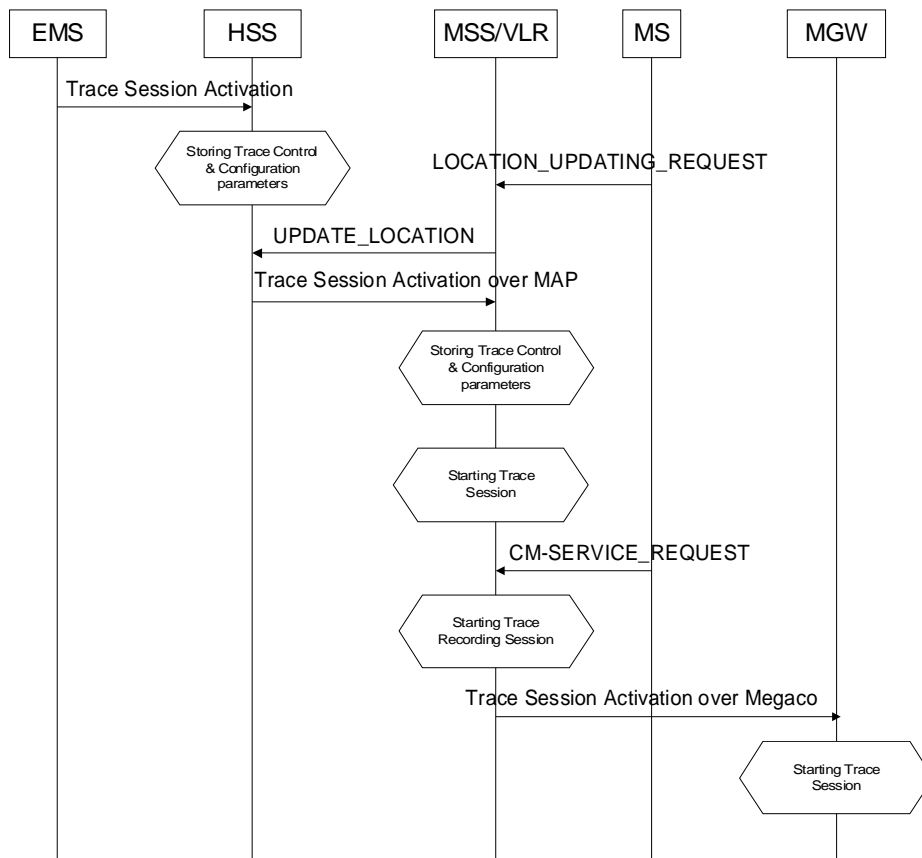 EMS
HSS
MSS/VLR
MS
MGW
Trace Session Activation
Storing Trace Control
& Configuration
parameters
LOCATION_UPDATING_REQUEST
UPDATE_LOCATION
Trace Session Activation over MAP
Storing Trace Control
& Configuration
parameters
Starting Trace
Session
CM-SERVICE_REQUEST
Starting Trace
Recording Session
Trace Session Activation over Megaco
Starting Trace
Session